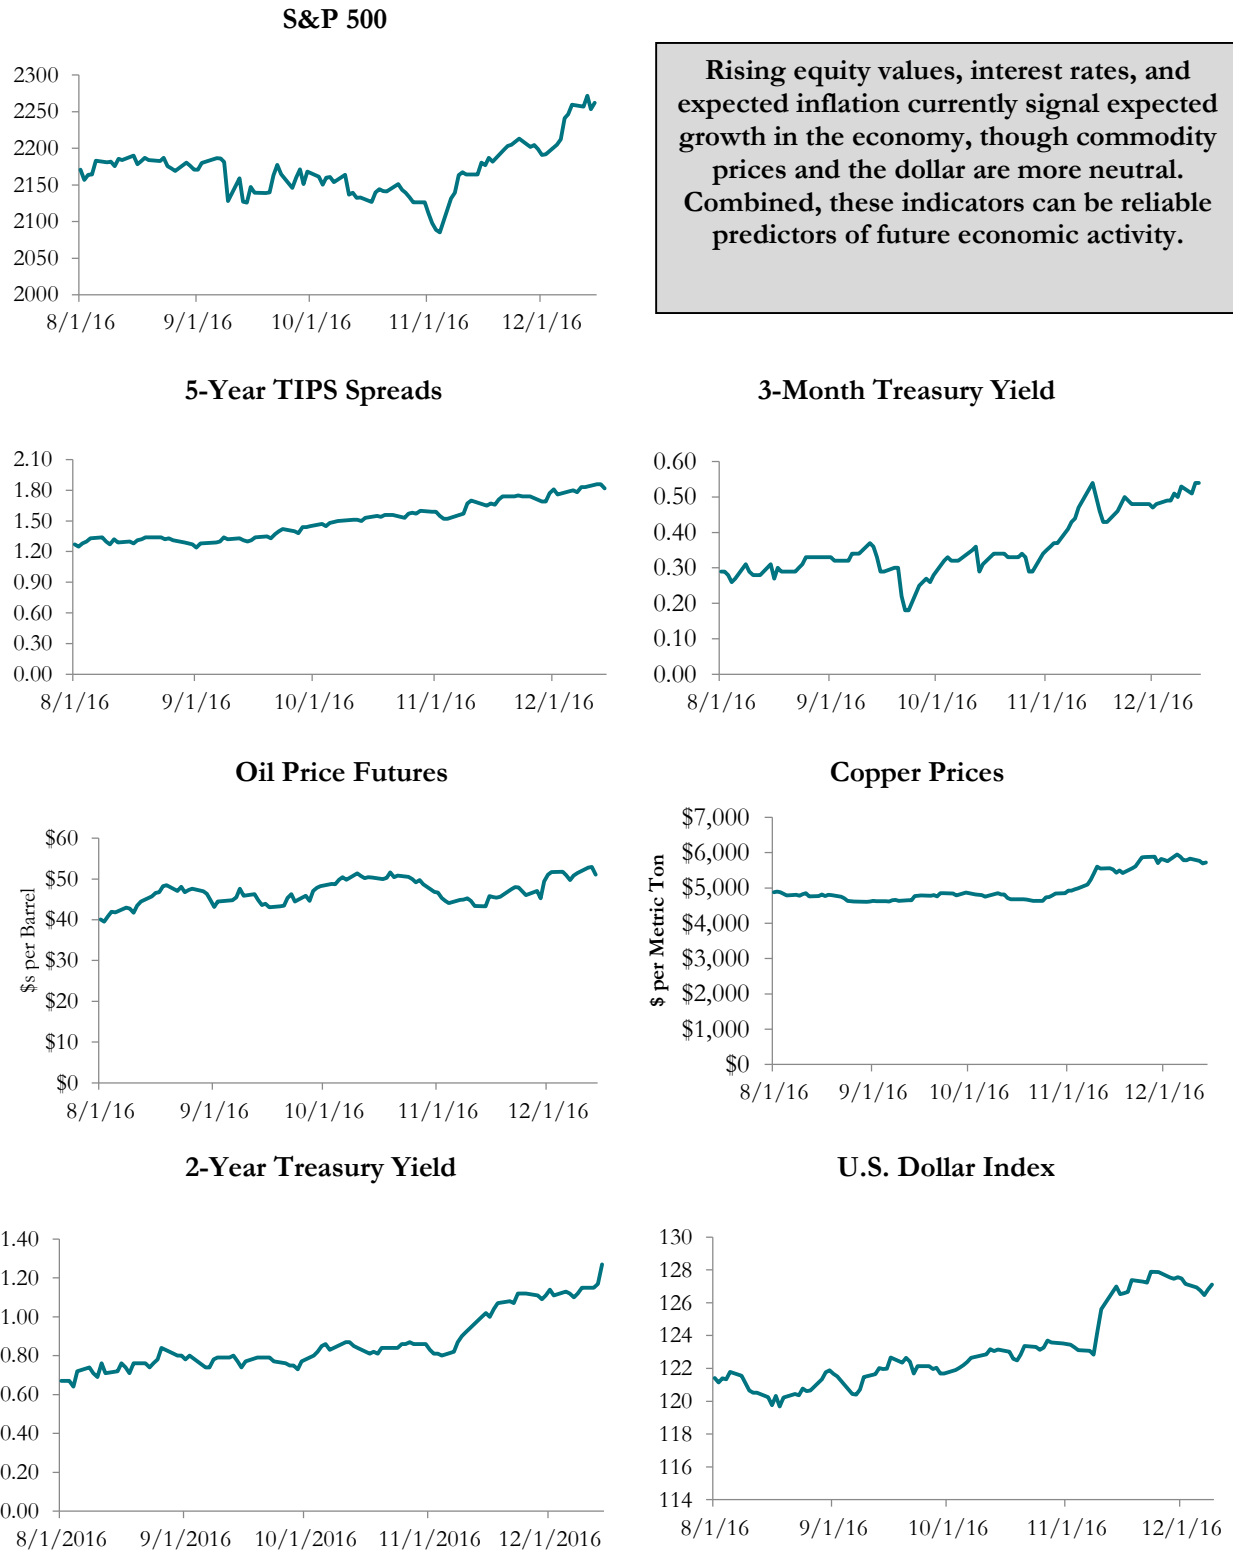 S&P 500
2300
2250
2200
2150
2100
2050
2000
8/1/16 9/1/16 10/1/16 11/1/16 12/1/16
Rising equity values, interest rates, and
expected inflation currently signal expected
growth in the economy, though commodity
prices and the dollar are more neutral.
Combined, these indicators can be reliable
predictors of future economic activity.
5-Year TIPS Spreads
2.10
1.80
1.50
1.20
0.90
0.60
0.30
0.00
8/1/16 9/1/16 10/1/16 11/1/16 12/1/16
3-Month Treasury Yield
0.60
0.50
0.40
0.30
0.20
0.10
0.00
8/1/16 9/1/16 10/1/16 11/1/16 12/1/16
Oil Price Futures
$s per Barrel
$60
$50
$40
$30
$20
$10
$0
8/1/16 9/1/16 10/1/16 11/1/16 12/1/16
Copper Prices
$ per Metric Ton
$7,000
$6,000
$5,000
$4,000
$3,000
$2,000
$1,000
$0
8/1/16 9/1/16 10/1/16 11/1/16 12/1/16
2-Year Treasury Yield
1.40
1.20
1.00
0.80
0.60
0.40
0.20
0.00
8/1/2016 9/1/2016 10/1/2016 11/1/2016 12/1/2016
U.S. Dollar Index
130
128
126
124
122
120
118
116
114
8/1/16 9/1/16 10/1/16 11/1/16 12/1/16